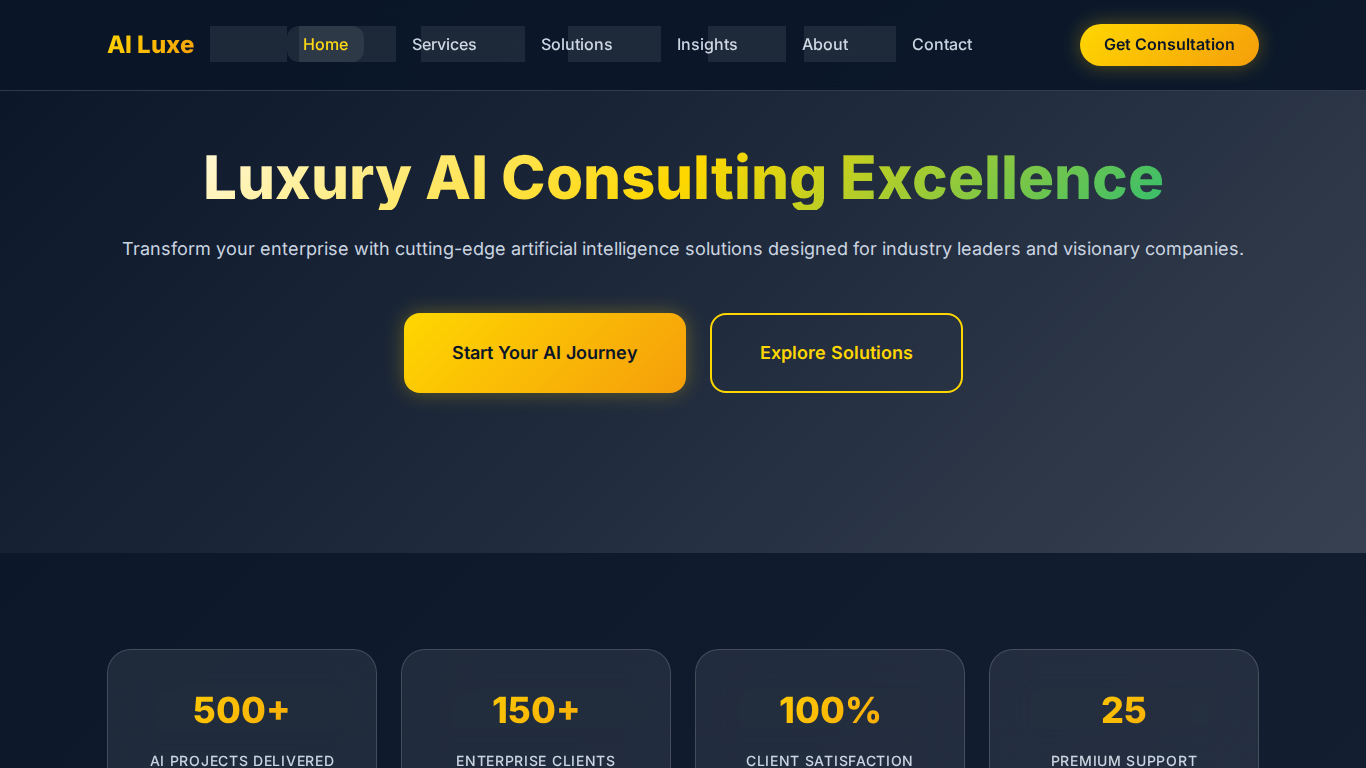 AI Luxe
Home
Services
Solutions
Insights
About
Contact
Get Consultation
Luxury AI Consulting Excellence
Transform your enterprise with cutting-edge artificial intelligence solutions designed for industry leaders and visionary companies.
Start Your AI Journey
Explore Solutions
500+
AI PROJECTS DELIVERED
150+
ENTERPRISE CLIENTS
100%
CLIENT SATISFACTION
25
PREMIUM SUPPORT